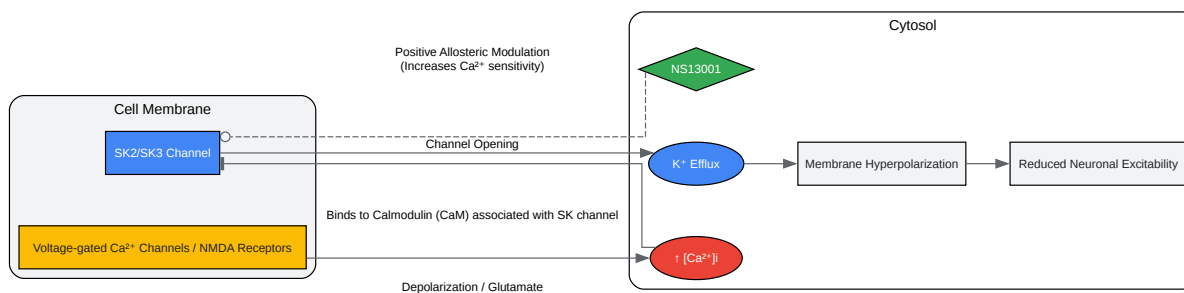 Cytosol
Positive Allosteric Modulation
(Increases Ca²⁺ sensitivity)
NS13001
Cell Membrane
SK2/SK3 Channel
Channel Opening
K⁺ Efflux
Membrane Hyperpolarization
Reduced Neuronal Excitability
Binds to Calmodulin (CaM) associated with SK channel
Voltage-gated Ca²⁺ Channels / NMDA Receptors
↑ [Ca²⁺]i
Depolarization / Glutamate